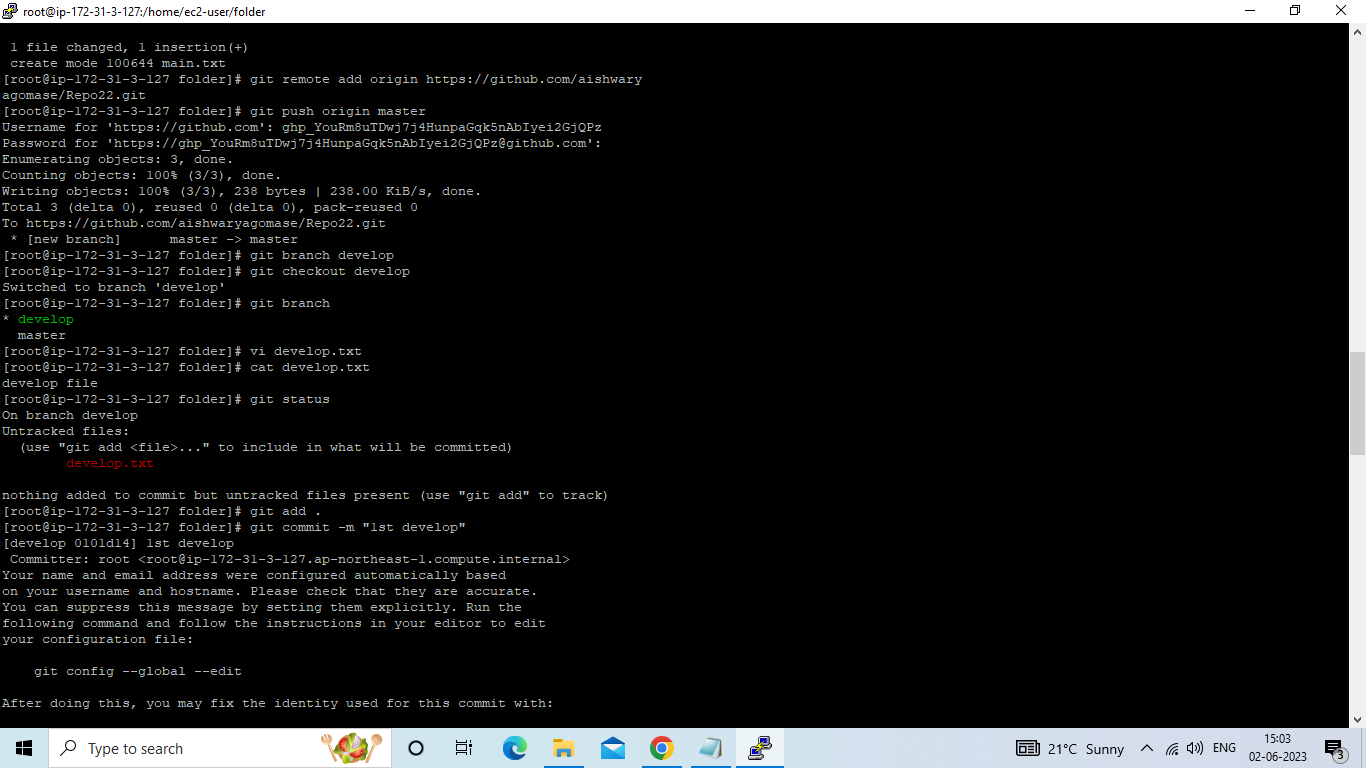 root@ip-172-31-3-127:/home/ec2-user/folder
1 file changed, 1 insertion(+)
create mode 100644 main.txt
[root@ip-172-31-3-127 folder]# git remote add origin https://github.com/aishwary
agomase/Repo22.git
[root@ip-172-31-3-127 folder]# git push origin master
Username for 'https://github.com': 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
Password for 'https://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@github.com':
Enumerating objects: 3, done.
Counting objects: 100% (3/3), done.
Writing objects: 100% (3/3), 238 bytes | 238.00 KiB/s, done.
Total 3 (delta 0), reused 0 (delta 0), pack-reused 0
To https://github.com/aishwaryagomase/Repo22.git
* [new branch]      master -> master
[root@ip-172-31-3-127 folder]# git branch develop
[root@ip-172-31-3-127 folder]# git checkout develop
Switched to branch 'develop'
[root@ip-172-31-3-127 folder]# git branch
* develop
master
[root@ip-172-31-3-127 folder]# vi develop.txt
[root@ip-172-31-3-127 folder]# cat develop.txt
develop file
[root@ip-172-31-3-127 folder]# git status
On branch develop
Untracked files:
(use "git add <file>..." to include in what will be committed)
develop.txt
nothing added to commit but untracked files present (use "git add" to track)
[root@ip-172-31-3-127 folder]# git add .
[root@ip-172-31-3-127 folder]# git commit -m "1st develop"
[develop 0101d14] 1st develop
Committer: root <root@ip-172-31-3-127.ap-northeast-1.compute.internal>
Your name and email address were configured automatically based
on your username and hostname. Please check that they are accurate.
You can suppress this message by setting them explicitly. Run the
following command and follow the instructions in your editor to edit
your configuration file:
git config --global --edit
After doing this, you may fix the identity used for this commit with:
Type to search
21°C Sunny
ENG
15:03
02-06-2023
3